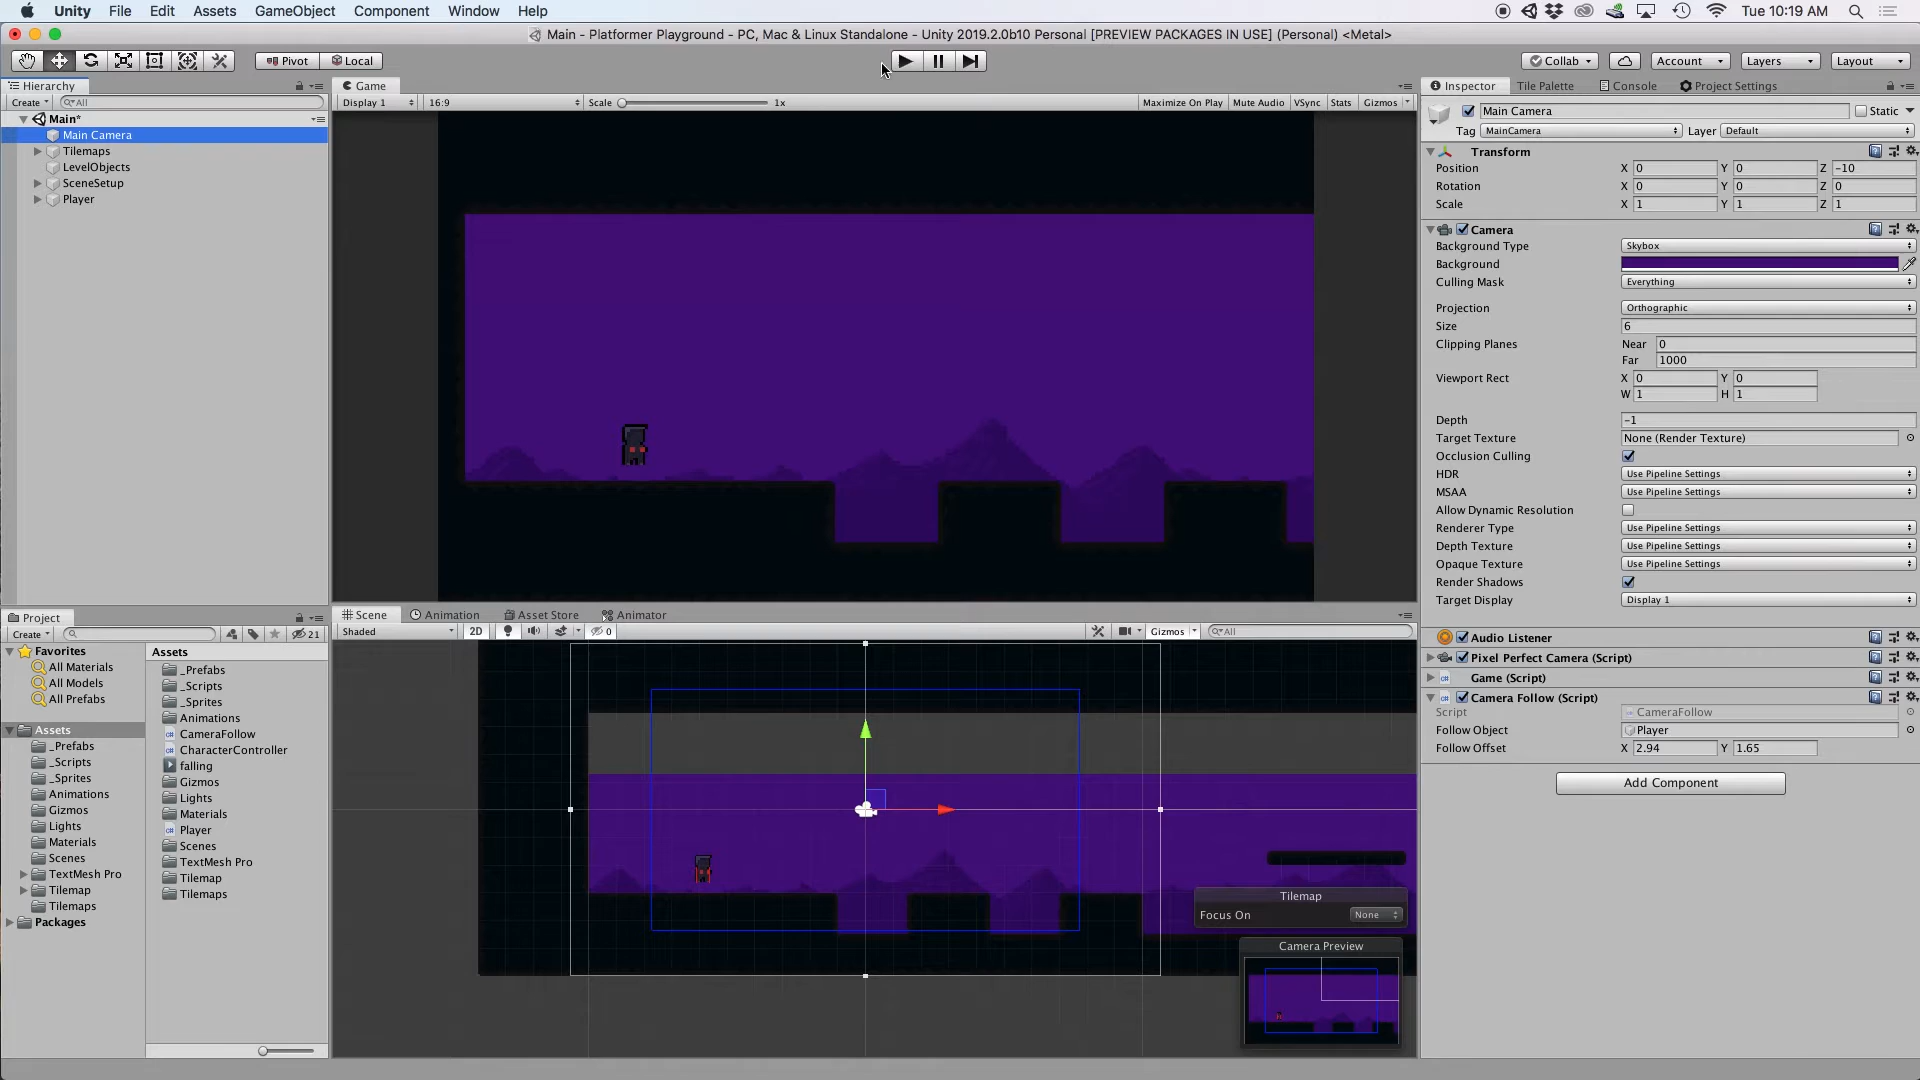 Unity File Edit Assets GameObject Component Window Help Tue 10:19 AM
Main - Platformer Playground - PC, Mac & Linux Standalone - Unity 2019.2.0b10 Personal [PREVIEW PACKAGES IN USE] (Personal) <Metal>
Pivot Local Collab Account Layers Layout
Hierarchy
Create All
Main*
Main Camera
Tilemaps
LevelObjects
SceneSetup
Player
Game
Display 1 16:9 Scale 1x Maximize On Play Mute Audio VSync Stats Gizmos
Inspector Tile Palette Console Project Settings
Main Camera Static
Tag MainCamera Layer Default
Transform
Position X 0 Y 0 Z -10
Rotation X 0 Y 0 Z 0
Scale X 1 Y 1 Z 1
Camera
Background Type Skybox
Background
Culling Mask Everything
Projection Orthographic
Size 6
Clipping Planes Near 0
Far 1000
Viewport Rect X 0 Y 0
W 1 H 1
Depth -1
Target Texture None (Render Texture)
Occlusion Culling
HDR Use Pipeline Settings
MSAA Use Pipeline Settings
Allow Dynamic Resolution
Renderer Type Use Pipeline Settings
Depth Texture Use Pipeline Settings
Opaque Texture Use Pipeline Settings
Render Shadows
Target Display Display 1
Audio Listener
Pixel Perfect Camera (Script)
Game (Script)
Camera Follow (Script)
Script CameraFollow
Follow Object Player
Follow Offset X 2.94 Y 1.65
Add Component
Project
Create 21
Favorites
All Materials
All Models
All Prefabs
Assets
_Prefabs
_Scripts
_Sprites
Animations
Gizmos
Lights
Materials
Scenes
TextMesh Pro
Tilemap
Tilemaps
Packages
Assets
_Prefabs
_Scripts
_Sprites
Animations
CameraFollow
CharacterController
falling
Gizmos
Lights
Materials
Player
Scenes
TextMesh Pro
Tilemap
Tilemaps
Scene Animation Asset Store Animator
Shaded 2D 0 Gizmos All
Tilemap
Focus On None
Camera Preview